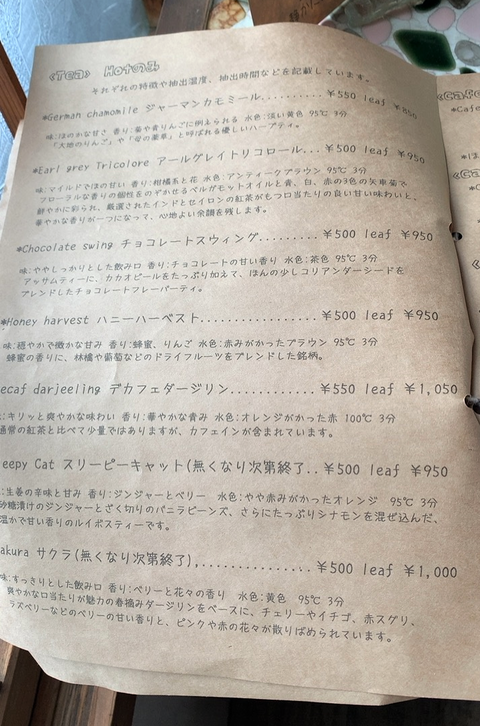 <Tea> Hotのみ
それぞれの特徴や抽出温度、抽出時間などを記載しています。
*German chamomile ジャーマンカモミール..........¥550 leaf ¥850
味:ほのかな甘さ 香り:菊や青りんごに例えられる 水色:淡い黄色 95℃ 3分
「大地のりんご」や「母の薬草」と呼ばれる優しいハーブティ。
*Earl grey Tricolore アールグレイトリコロール...¥500 leaf ¥950
味:マイルドでほの甘い 香り:柑橘系と花 水色:アンティークブラウン 95℃ 3分
フローラルな香りの個性をのぞかせるベルガモットオイルと青、白、赤の3色の矢車菊で
鮮やかに彩られ、厳選されたインドとセイロンの紅茶がもつ口当たりの良い甘い味わいと、
華やかな香りが一つになって、心地よい余韻を残します。
*Chocolate swing チョコレートスウィング.........¥500 leaf ¥950
味:ややしっかりとした飲み口 香り:チョコレートの甘い香り 水色:茶色 95℃ 3分
アッサムティーに、カカオピールをたっぷり加えて、ほんの少しコリアンダーシードを
ブレンドしたチョコレートフレーバーティ。
*Honey harvest ハニーハーベスト................¥500 leaf ¥950
味:穏やかで微かな甘み 香り:蜂蜜、りんご 水色:赤みがかったブラウン 95℃ 3分
蜂蜜の香りに、林檎や葡萄などのドライフルーツをブレンドした銘柄。
ecaf darjeeling デカフェダージリン............¥550 leaf ¥1,050
:キリッと爽やかな味わい 香り:華やかな青み 水色:オレンジがかった赤 100℃ 3分
通常の紅茶と比べて少量ではありますが、カフェインが含まれています。
eepy Cat スリーピーキャット(無くなり次第終了..¥500 leaf ¥950
:生姜の辛味と甘み 香り:ジンジャーとベリー 水色:やや赤みがかったオレンジ 95℃ 3分
砂糖漬けのジンジャーとざく切りのバニラビーンズ、さらにたっぷりシナモンを混ぜ込んだ、
温かで甘い香りのルイボスティーです。
akura サクラ(無くなり次第終了),...............¥500 leaf ¥1,000
味:すっきりとした飲み口 香り:ベリーと花々の香り 水色:黄色 95℃ 3分
爽やかな口当たりが魅力の春摘みダージリンをベースに、チェリーやイチゴ、赤スグリ、
ラズベリーなどのベリーの甘い香りと、ピンクや赤の花々が散りばめられています。